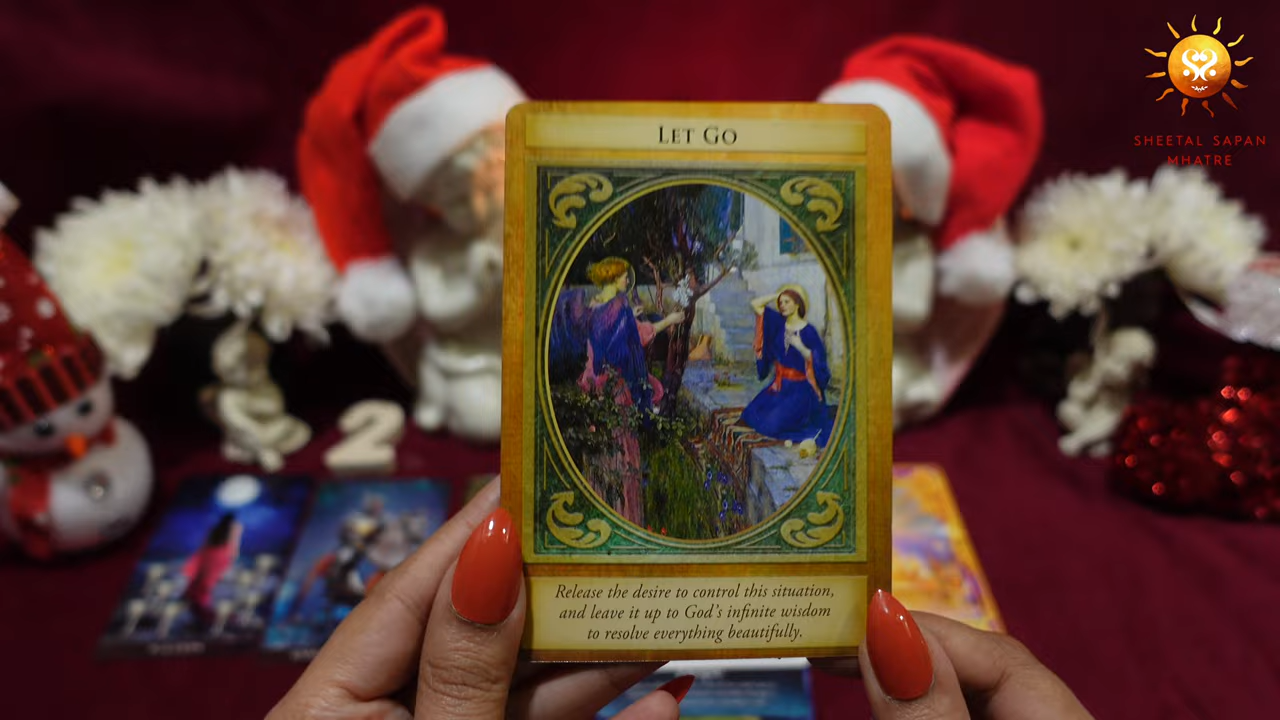 SHEETAL SAPAN
MHATRE
LET GO
2
Release the desire to control this situation,
and leave it up to God's infinite wisdom
to resolve everything beautifully.